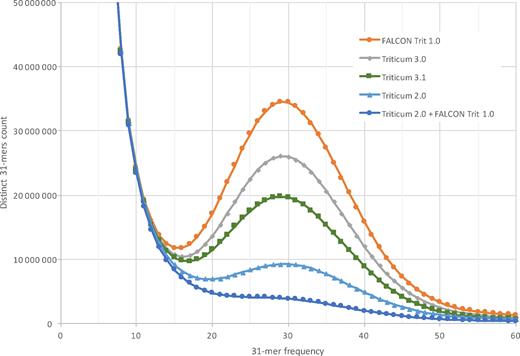 50 000 000
40 000 000
30 000 000
20 000 000
10 000 000
0
Distinct 31-mers count
0 10 20 30 40 50 60
31-mer frequency
FALCON Trit 1.0
Triticum 3.0
Triticum 3.1
Triticum 2.0
Triticum 2.0 + FALCON Trit 1.0